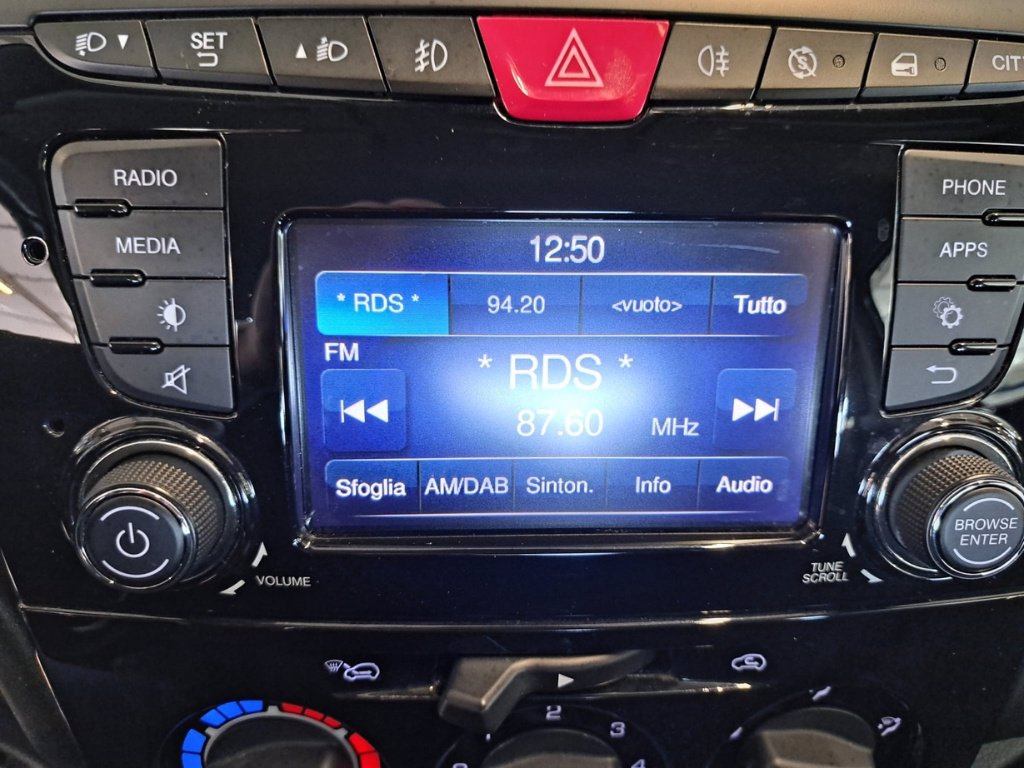 SET
CIT
RADIO
PHONE
MEDIA
APPS
12:50
* RDS *
94.20
<vuoto>
Tutto
FM
* RDS *
87.60
MHz
Sfoglia
AM/DAB
Sinton.
Info
Audio
BROWSE
ENTER
VOLUME
TUNE
SCROLL
2
3
4